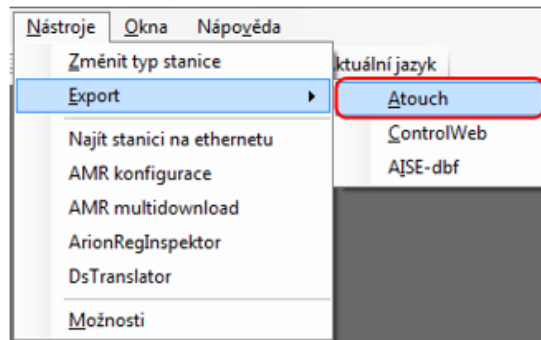 Nástroje Okna Nápověda
Změnit typ stanice
ktuální jazyk
Export
Atouch
ControlWeb
AISE-dbf
Najít stanici na ethernetu
AMR konfigurace
AMR multidownload
ArionRegInspektor
DsTranslator
Možnosti